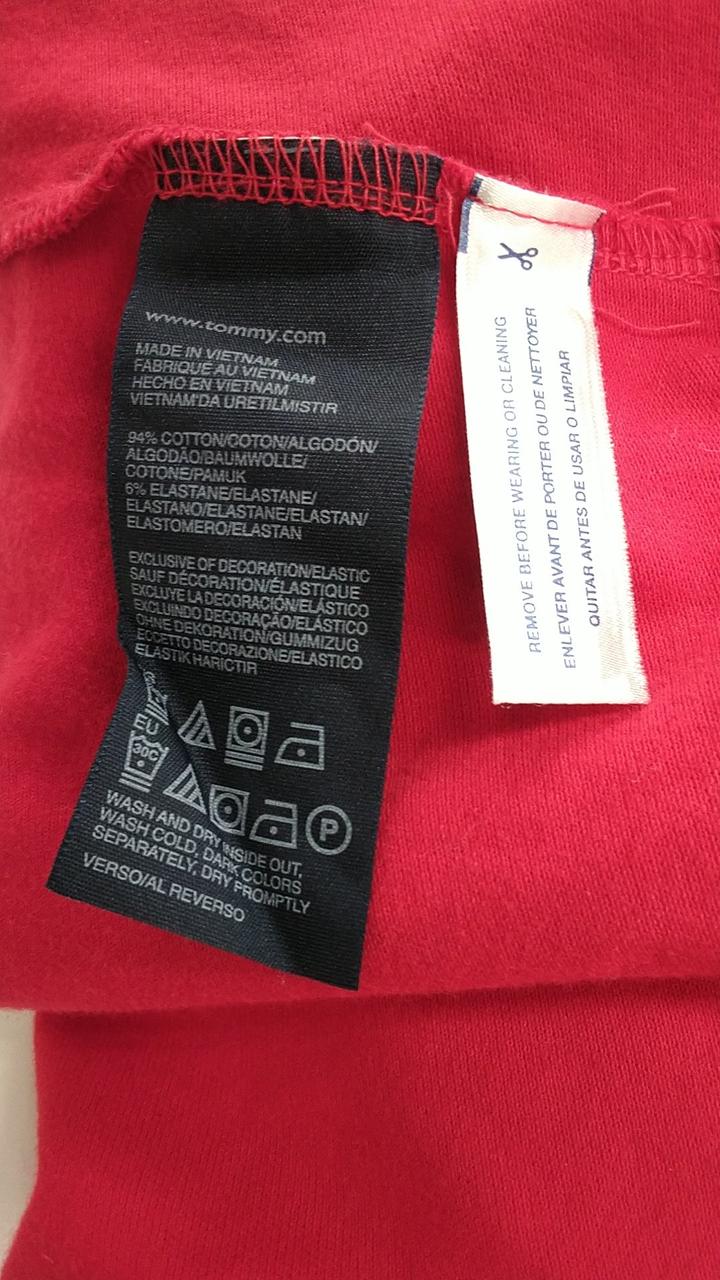 www.tommy.com
MADE IN VIETNAM
FABRIQUÉ AU VIETNAM
HECHO EN VIETNAM
VIETNAM'DA URETILMISTIR
94% COTTON/COTON/ALGODÓN/
ALGODÃO/BAUMWOLLE/
COTONE/PAMUK
6% ELASTANE/ELASTANE/
ELASTANO/ELASTANE/ELASTAN/
ELASTOMERO/ELASTAN
EXCLUSIVE OF DECORATION/ELASTIC
SAUF DÉCORATION/ÉLASTIQUE
EXCLUYE LA DECORACIÓN/ELÁSTICO
EXCLUINDO DECORAÇÃO/ELÁSTICO
OHNE DEKORATION/GUMMIZUG
ECCETTO DECORAZIONE/ELASTICO
ELASTIK HARICTIR
EU
30C
P
WASH AND DRY INSIDE OUT,
WASH COLD, DARK COLORS
SEPARATELY, DRY PROMPTLY
VERSO/AL REVERSO
REMOVE BEFORE WEARING OR CLEANING
ENLEVER AVANT DE PORTER OU DE NETTOYER
QUITAR ANTES DE USAR O LIMPIAR